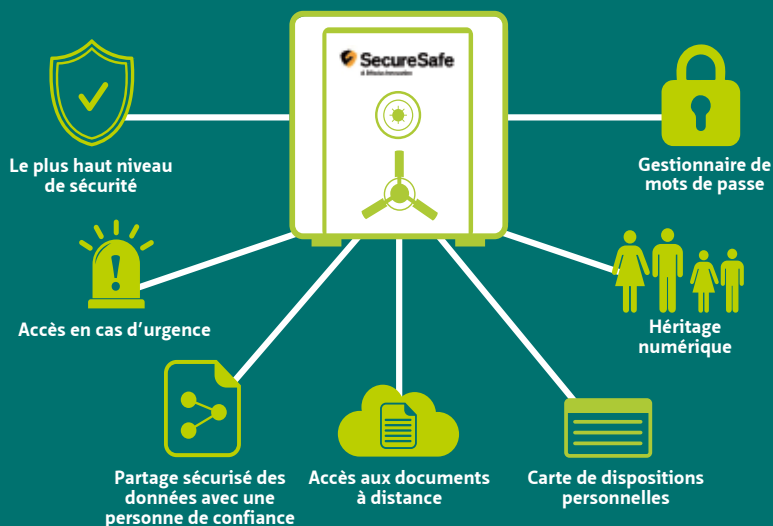 SecureSafe
Le plus haut niveau
de sécurité
Gestionnaire de
mots de passe
Accès en cas d'urgence
Héritage
numérique
Partage sécurisé des
données avec une
personne de confiance
Accès aux documents
à distance
Carte de dispositions
personnelles